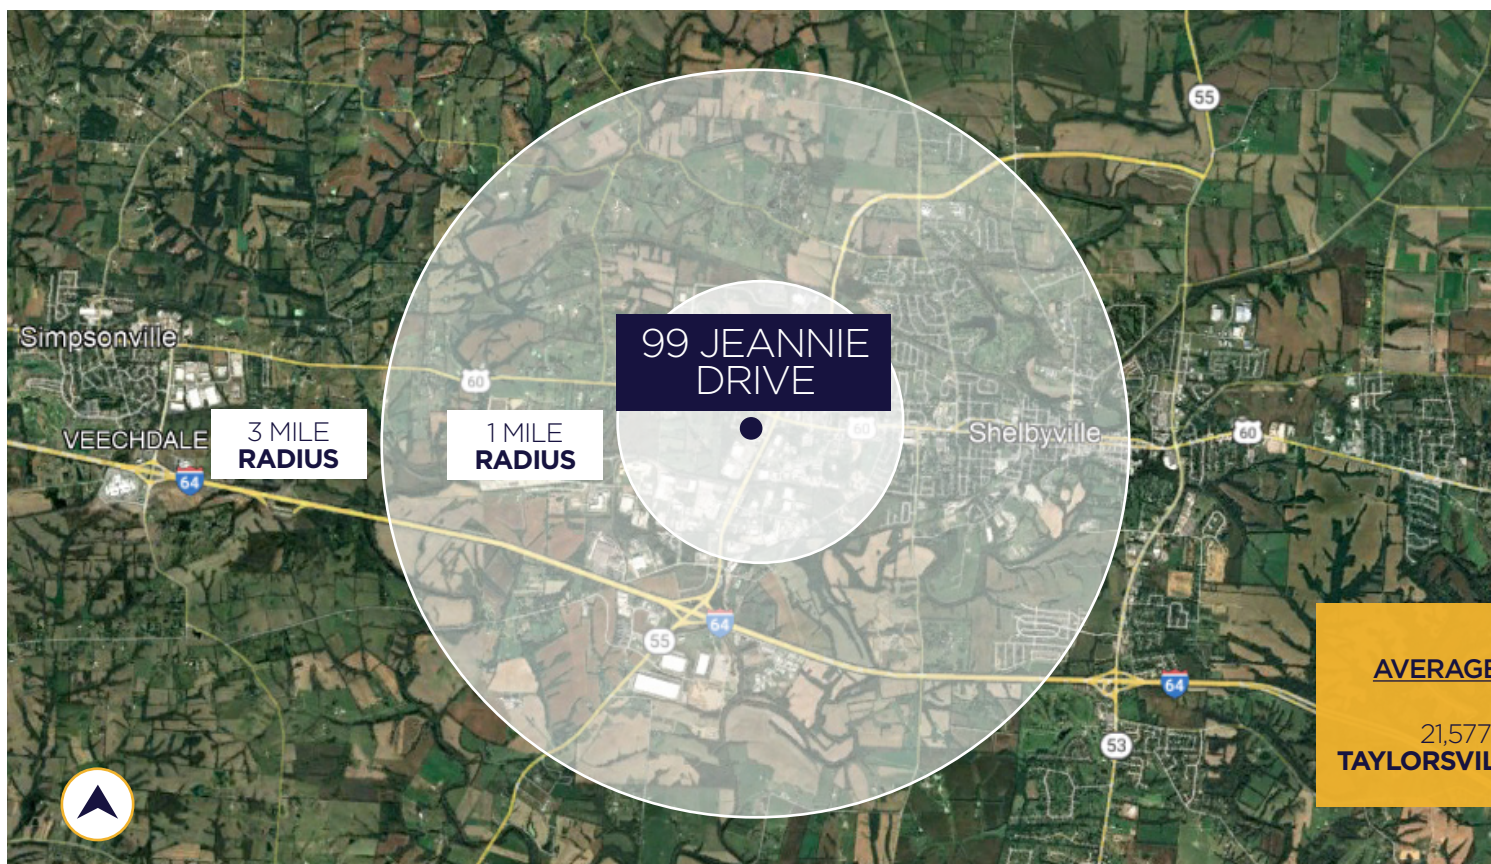 55
Simpsonville
99 JEANNIE
DRIVE
60
VEECHDALE
3 MILE
RADIUS
1 MILE
RADIUS
60
Shelbyville
60
64
64
55
64
53
AVERAGE
21,577
TAYLORSVIL